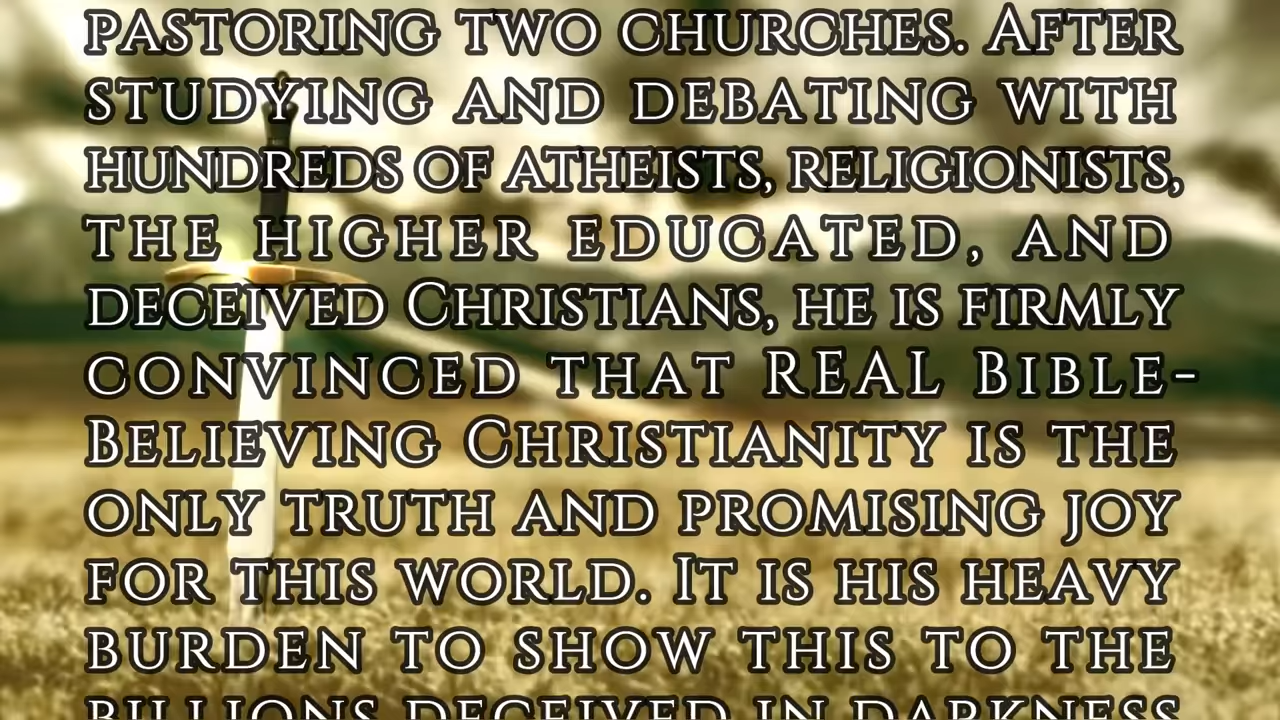 PASTORING TWO CHURCHES. AFTER
STUDYING AND DEBATING WITH
HUNDREDS OF ATHEISTS, RELIGIONISTS,
THE HIGHER EDUCATED, AND
DECEIVED CHRISTIANS, HE IS FIRMLY
CONVINCED THAT REAL BIBLE-
BELIEVING CHRISTIANITY IS THE
ONLY TRUTH AND PROMISING JOY
FOR THIS WORLD. IT IS HIS HEAVY
BURDEN TO SHOW THIS TO THE
BILLIONS DECEIVED IN DARKNESS